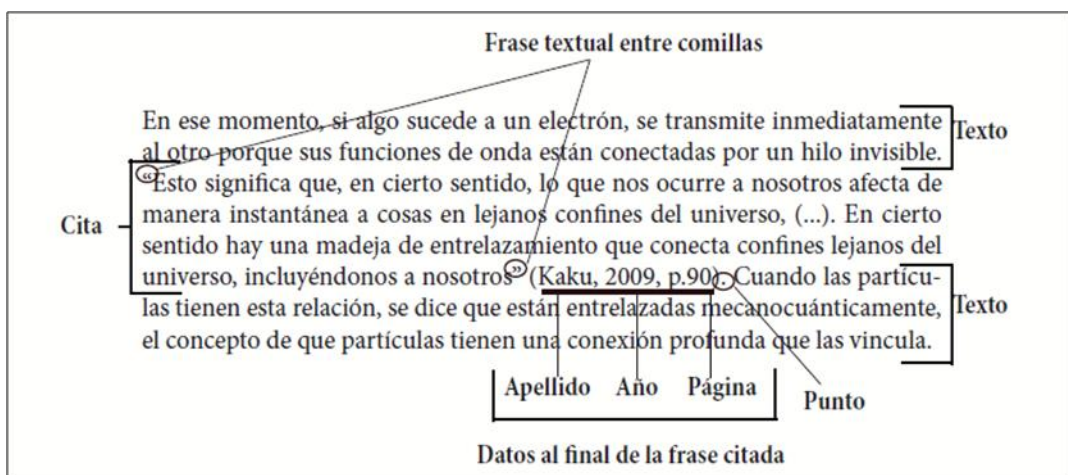 Frase textual entre comillas
En ese momento, si algo sucede a un electrón, se transmite inmediatamente
al otro porque sus funciones de onda están conectadas por un hilo invisible.
Texto
“Esto significa que, en cierto sentido, lo que nos ocurre a nosotros afecta de
manera instantánea a cosas en lejanos confines del universo, (...). En cierto
Cita
sentido hay una madeja de entrelazamiento que conecta confines lejanos del
universo, incluyéndonos a nosotros” (Kaku, 2009, p.90). Cuando las partícu-
las tienen esta relación, se dice que están entrelazadas mecanocuánticamente,
Texto
el concepto de que partículas tienen una conexión profunda que las vincula.
Apellido Año Página
Punto
Datos al final de la frase citada